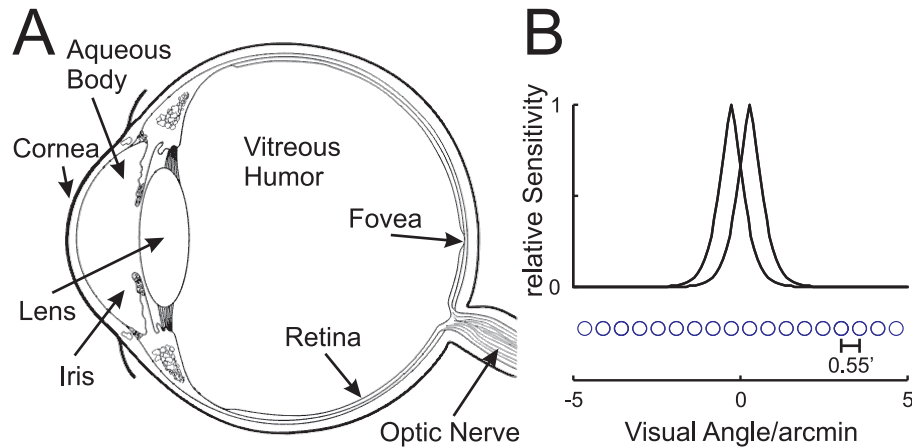 A
Aqueous
Body
Cornea
Vitreous
Humor
Fovea
Lens
Iris
Retina
Optic Nerve
B
relative Sensitivity
1
0
0.55'
-5
0
5
Visual Angle/arcmin